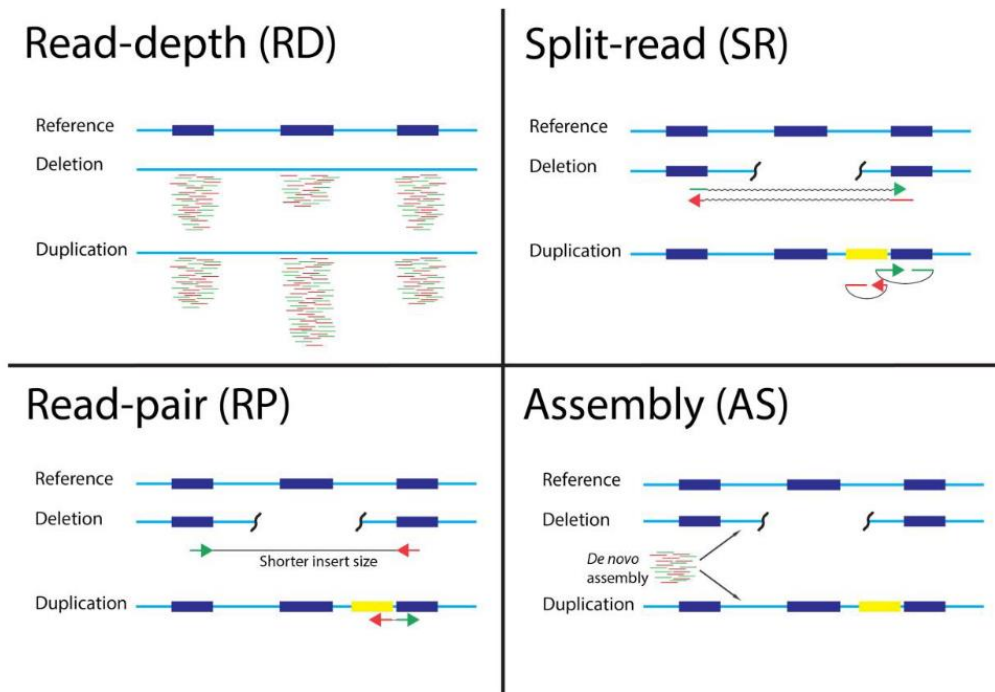 Read-depth (RD)
Reference
Deletion
Duplication
Split-read (SR)
Reference
Deletion
Duplication
Read-pair (RP)
Reference
Deletion
Shorter insert size
Duplication
Assembly (AS)
Reference
Deletion
De novo
assembly
Duplication